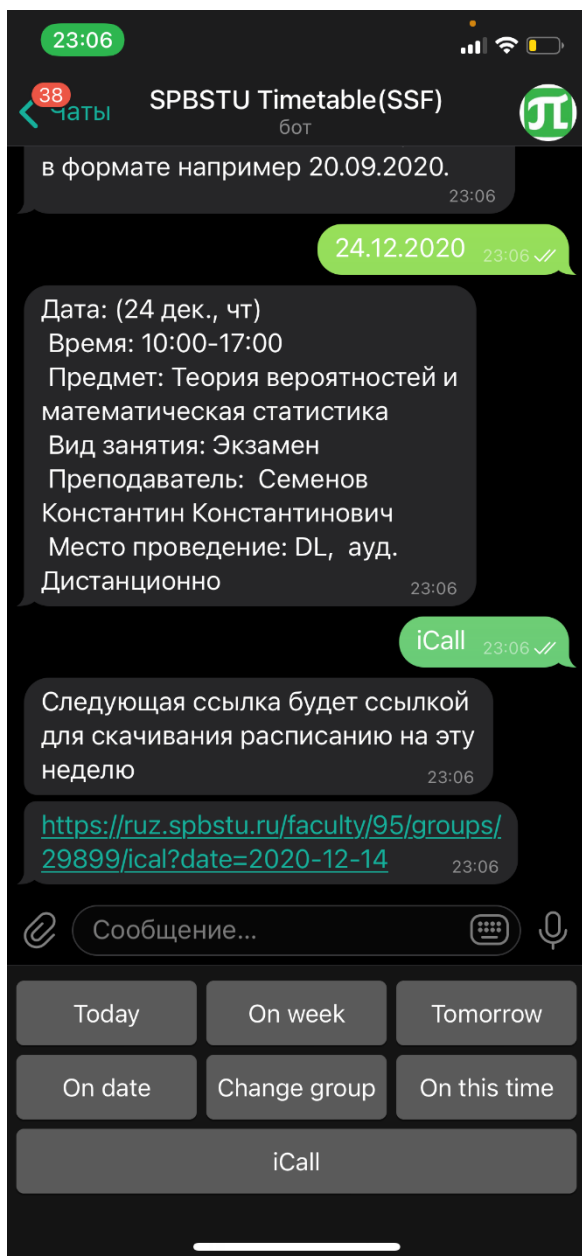 23:06
38
Чаты
SPBSTU Timetable(SSF)
бот
в формате например 20.09.2020.
23:06
24.12.2020 23:06
Дата: (24 дек., чт)
Время: 10:00-17:00
Предмет: Теория вероятностей и
математическая статистика
Вид занятия: Экзамен
Преподаватель: Семенов
Константин Константинович
Место проведение: DL, ауд.
Дистанционно 23:06
iCall 23:06
Следующая ссылка будет ссылкой
для скачивания расписанию на эту
неделю 23:06
https://ruz.spbstu.ru/faculty/95/groups/
29899/ical?date=2020-12-14 23:06
Сообщение...
Today On week Tomorrow
On date Change group On this time
iCall